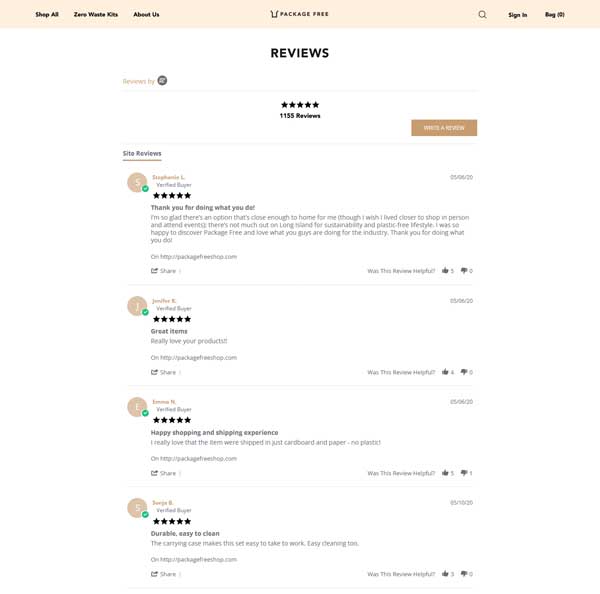 Shop All Zero Waste Kits About Us PACKAGE FREE Sign In Bag (0)
REVIEWS
Reviews by
1155 Reviews
WRITE A REVIEW
Site Reviews
S Stephanie L. 05/06/20
Verified Buyer
Thank you for doing what you do!
I'm so glad there's an option that's close enough to home for me (though I wish I lived closer to shop in person
and attend events); there's not much out on Long Island for sustainability and plastic-free lifestyle. I was so
happy to discover Package Free and love what you guys are doing for the industry. Thank you for doing what
you do!
On http://packagefreeshop.com
Share | Was This Review Helpful? 5 0
J Jenifer K. 05/06/20
Verified Buyer
Great items
Really love your products!!
On http://packagefreeshop.com
Share | Was This Review Helpful? 4 0
E Emma N. 05/06/20
Verified Buyer
Happy shopping and shipping experience
I really love that the item were shipped in just cardboard and paper - no plastic!
On http://packagefreeshop.com
Share | Was This Review Helpful? 5 1
S Sonja B. 05/10/20
Verified Buyer
Durable, easy to clean
The carrying case makes this set easy to take to work. Easy cleaning too.
On http://packagefreeshop.com
Share | Was This Review Helpful? 3 0